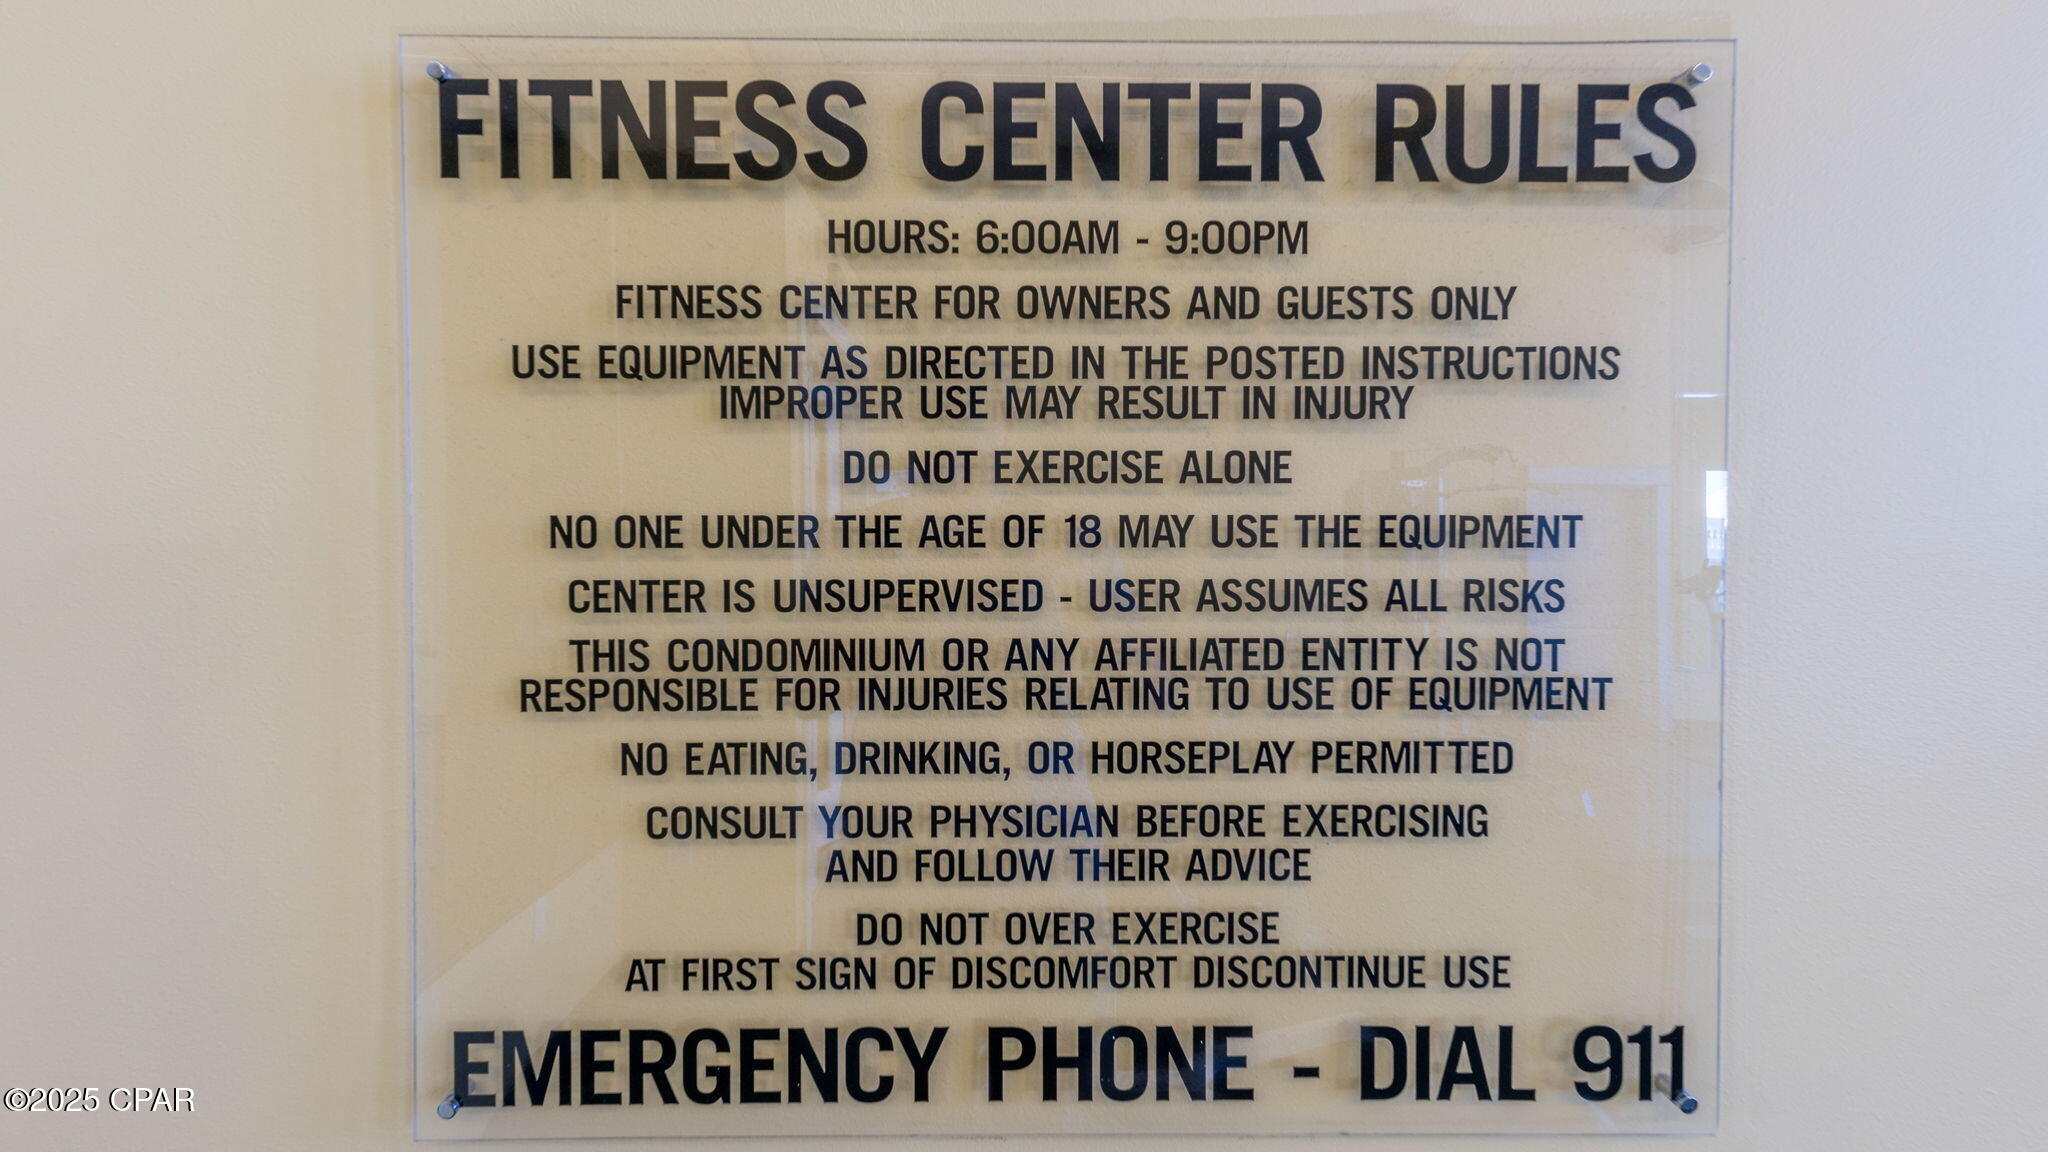 FITNESS CENTER RULES
HOURS: 6:00AM - 9:00PM
FITNESS CENTER FOR OWNERS AND GUESTS ONLY
USE EQUIPMENT AS DIRECTED IN THE POSTED INSTRUCTIONS
IMPROPER USE MAY RESULT IN INJURY
DO NOT EXERCISE ALONE
NO ONE UNDER THE AGE OF 18 MAY USE THE EQUIPMENT
CENTER IS UNSUPERVISED - USER ASSUMES ALL RISKS
THIS CONDOMINIUM OR ANY AFFILIATED ENTITY IS NOT
RESPONSIBLE FOR INJURIES RELATING TO USE OF EQUIPMENT
NO EATING, DRINKING, OR HORSEPLAY PERMITTED
CONSULT YOUR PHYSICIAN BEFORE EXERCISING
AND FOLLOW THEIR ADVICE
DO NOT OVER EXERCISE
AT FIRST SIGN OF DISCOMFORT DISCONTINUE USE
EMERGENCY PHONE - DIAL 911
©2025 CPAR